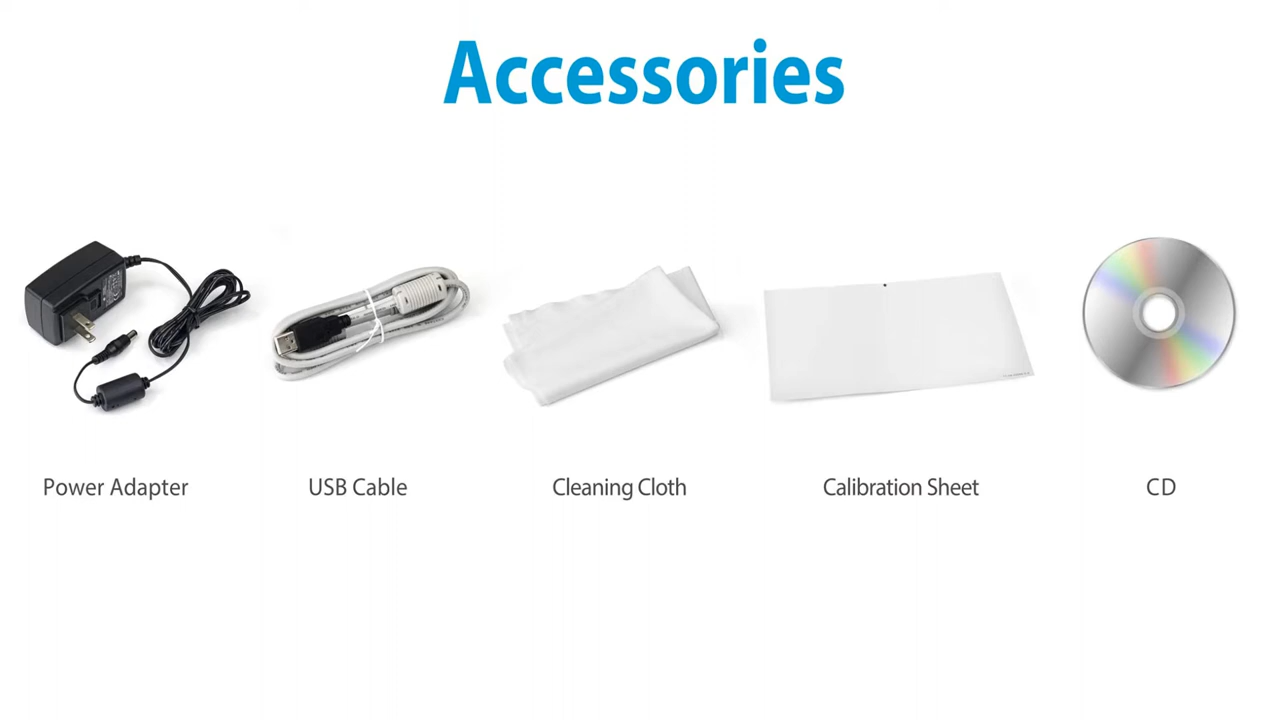 Accessories
Power Adapter
USB Cable
Cleaning Cloth
Calibration Sheet
CD